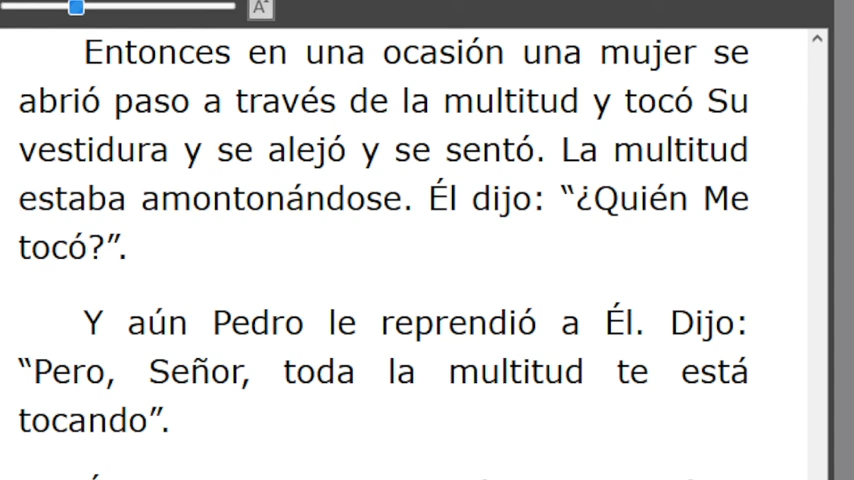 A
Entonces en una ocasión una mujer se
abrió paso a través de la multitud y tocó Su
vestidura y se alejó y se sentó. La multitud
estaba amontonándose. Él dijo: “¿Quién Me
tocó?”.
Y aún Pedro le reprendió a Él. Dijo:
“Pero, Señor, toda la multitud te está
tocando”.